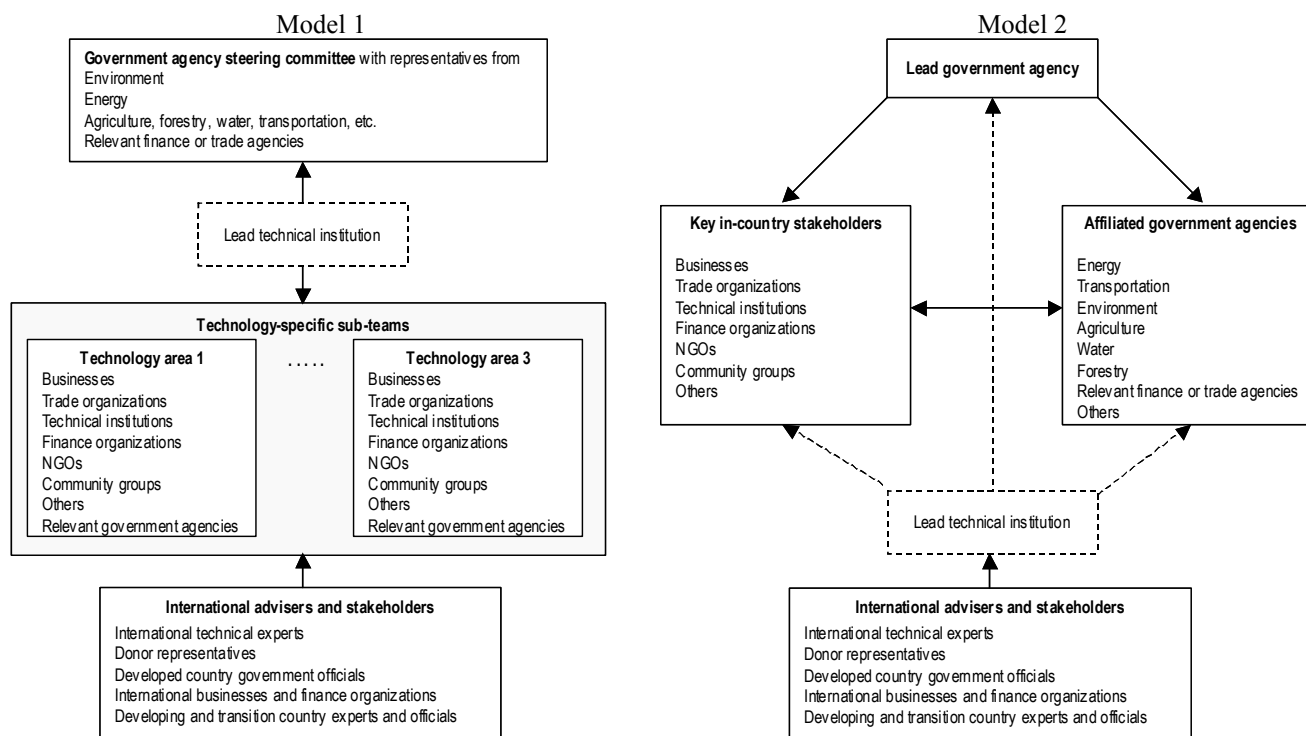 Model 1
Government agency steering committee with representatives from
Environment
Energy
Agriculture, forestry, water, transportation, etc.
Relevant finance or trade agencies
Lead technical institution
Technology-specific sub-teams
Technology area 1
Businesses
Trade organizations
Technical institutions
Finance organizations
NGOs
Community groups
Others
Relevant government agencies
.....
Technology area 3
Businesses
Trade organizations
Technical institutions
Finance organizations
NGOs
Community groups
Others
Relevant government agencies
International advisers and stakeholders
International technical experts
Donor representatives
Developed country government officials
International businesses and finance organizations
Developing and transition country experts and officials
Model 2
Lead government agency
Key in-country stakeholders
Businesses
Trade organizations
Technical institutions
Finance organizations
NGOs
Community groups
Others
Affiliated government agencies
Energy
Transportation
Environment
Agriculture
Water
Forestry
Relevant finance or trade agencies
Others
Lead technical institution
International advisers and stakeholders
International technical experts
Donor representatives
Developed country government officials
International businesses and finance organizations
Developing and transition country experts and officials